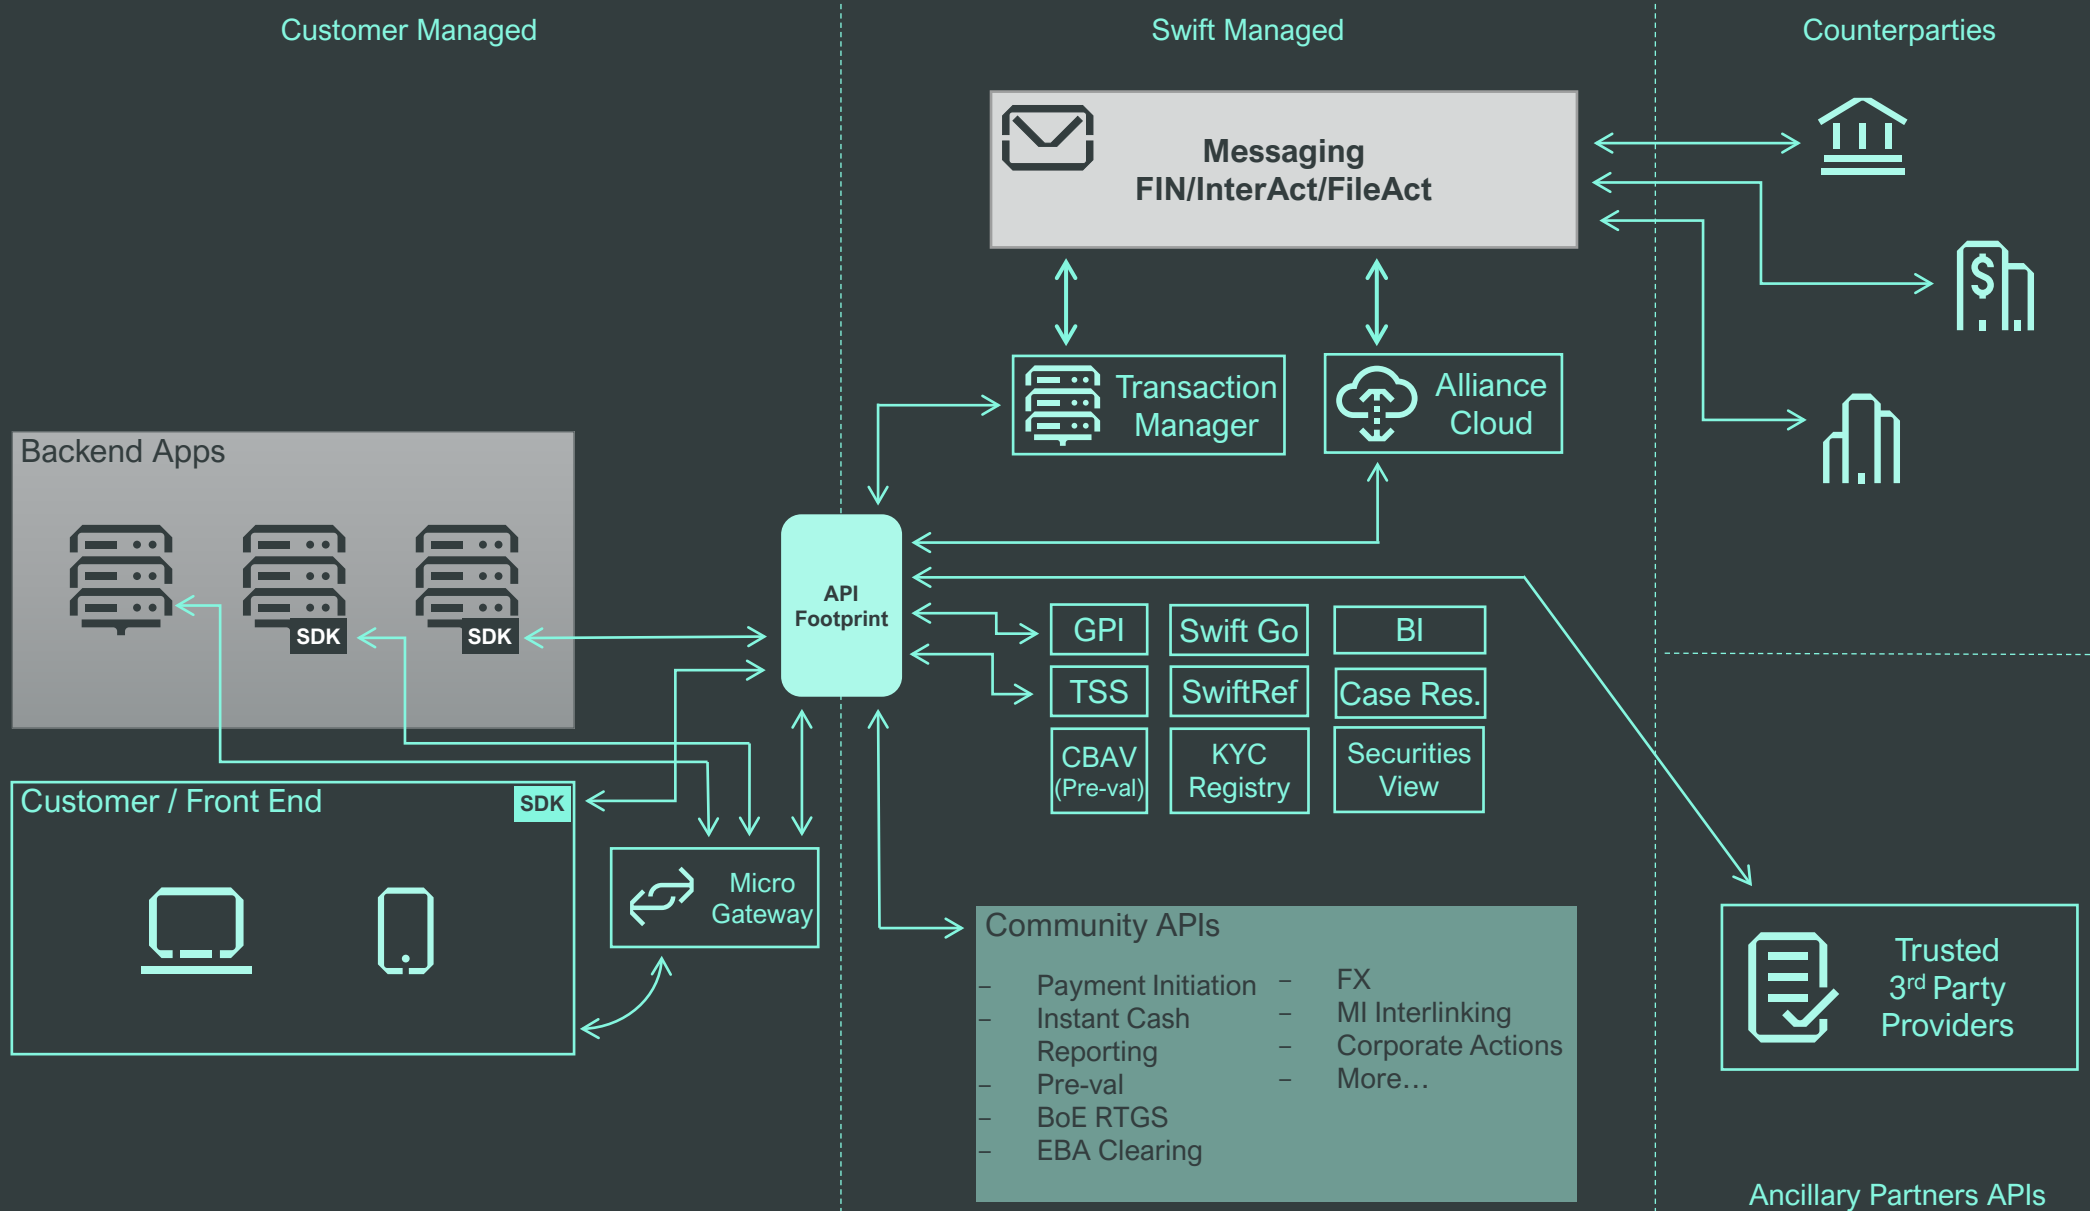 Customer Managed
Swift Managed
Counterparties
Messaging
FIN/InterAct/FileAct
Transaction
Manager
Alliance
Cloud
Backend Apps
SDK
SDK
API
Footprint
GPI
Swift Go
BI
TSS
SwiftRef
Case Res.
CBAV
(Pre-val)
KYC
Registry
Securities
View
Customer / Front End
SDK
Micro
Gateway
Community APIs
– Payment Initiation
– Instant Cash
Reporting
– Pre-val
– BoE RTGS
– EBA Clearing
– FX
– MI Interlinking
– Corporate Actions
– More…
Trusted
3rd Party
Providers
Ancillary Partners APIs